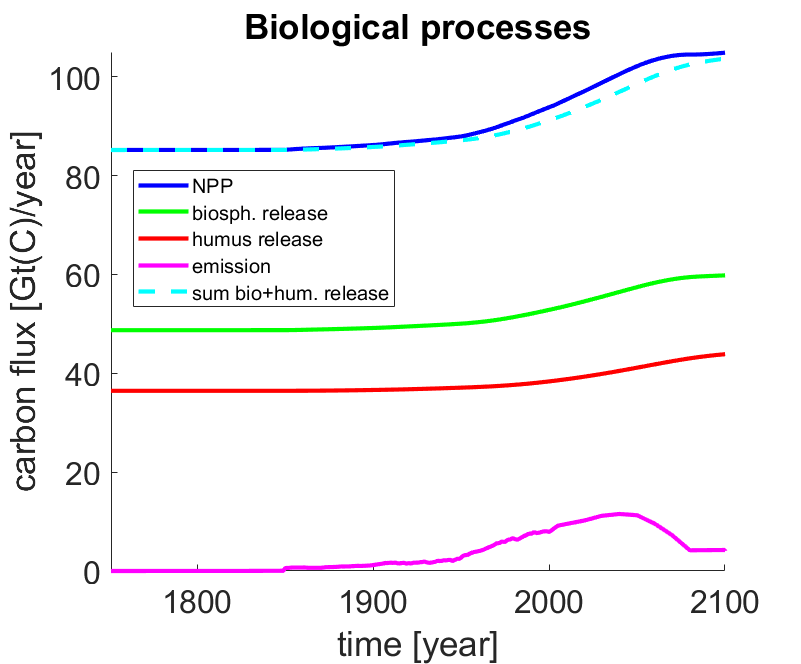 Biological processes
carbon flux [Gt(C)/year]
100
80
60
40
20
0
NPP
biosph. release
humus release
emission
sum bio+hum. release
1800
1900
2000
2100
time [year]